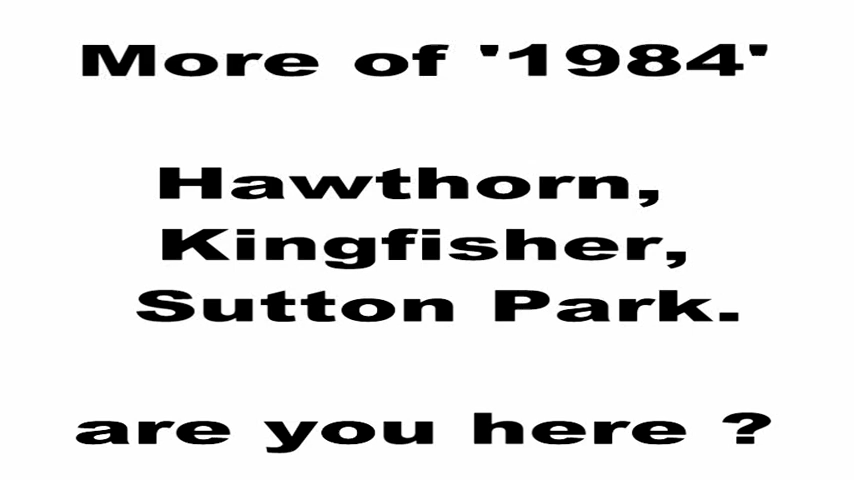 More of '1984'
Hawthorn,
Kingfisher,
Sutton Park.
are you here ?